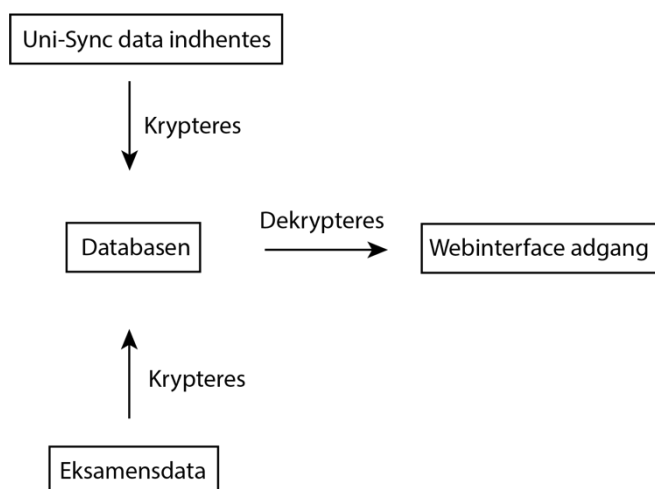 Uni-Sync data indhentes
Krypteres
Dekrypteres
Databasen
Webinterface adgang
Krypteres
Eksamensdata